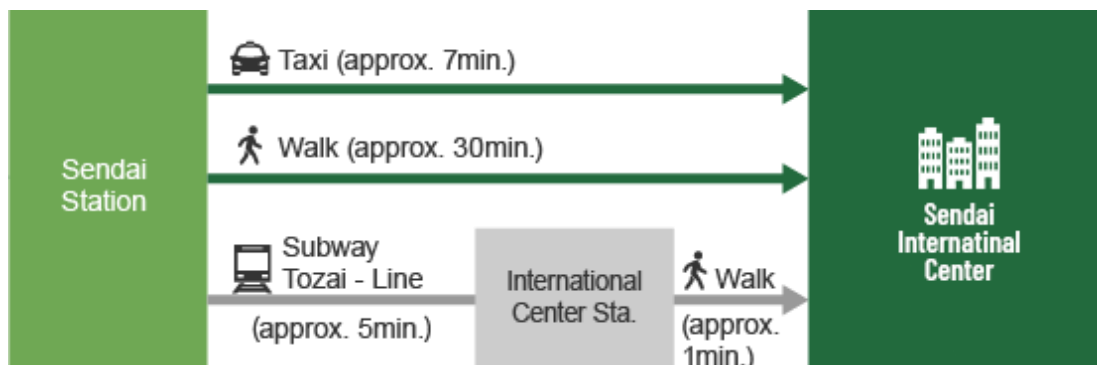 Sendai
Station
Taxi (approx. 7min.)
Walk (approx. 30min.)
Subway
Tozai - Line
(approx. 5min.)
International
Center Sta.
Walk
(approx.
1min.)
Sendai
Internatinal
Center